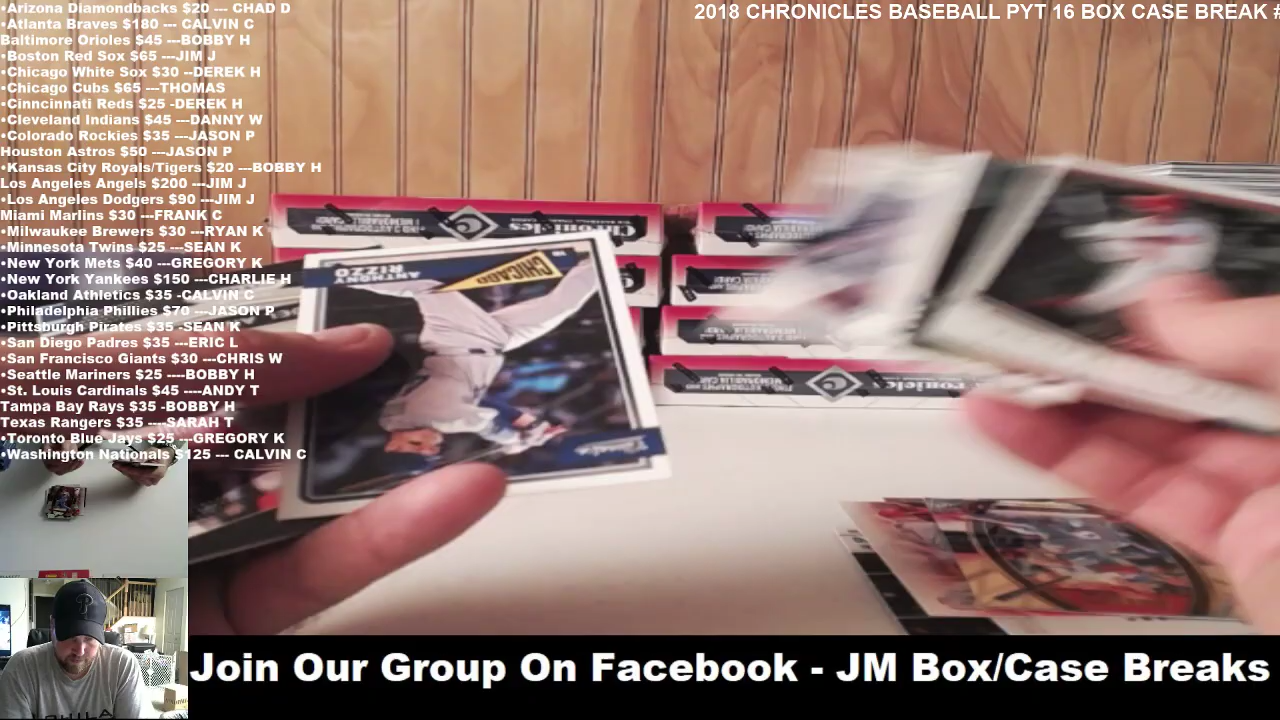 •Arizona Diamondbacks $20 --- CHAD D
•Atlanta Braves $180 --- CALVIN C
Baltimore Orioles $45 ---BOBBY H
•Boston Red Sox $65 ---JIM J
•Chicago White Sox $30 --DEREK H
•Chicago Cubs $65 ---THOMAS
•Cinncinnati Reds $25 -DEREK H
•Cleveland Indians $45 ---DANNY W
•Colorado Rockies $35 ---JASON P
Houston Astros $50 ---JASON P
•Kansas City Royals/Tigers $20 ---BOBBY H
Los Angeles Angels $200 ---JIM J
•Los Angeles Dodgers $90 ---JIM J
Miami Marlins $30 ---FRANK C
•Milwaukee Brewers $30 ---RYAN K
•Minnesota Twins $25 ---SEAN K
•New York Mets $40 ---GREGORY K
•New York Yankees $150 ---CHARLIE H
•Oakland Athletics $35 -CALVIN C
•Philadelphia Phillies $70 ---JASON P
•Pittsburgh Pirates $35 -SEAN K
•San Diego Padres $35 ---ERIC L
•San Francisco Giants $30 ---CHRIS W
•Seattle Mariners $25 ----BOBBY H
•St. Louis Cardinals $45 ----ANDY T
Tampa Bay Rays $35 -BOBBY H
Texas Rangers $35 ----SARAH T
•Toronto Blue Jays $25 ---GREGORY K
•Washington Nationals $125 --- CALVIN C
2018 CHRONICLES BASEBALL PYT 16 BOX CASE BREAK #
Chronicles
CHICAGO
ANTHONY
RIZZO
Chronicles
Join Our Group On Facebook - JM Box/Case Breaks